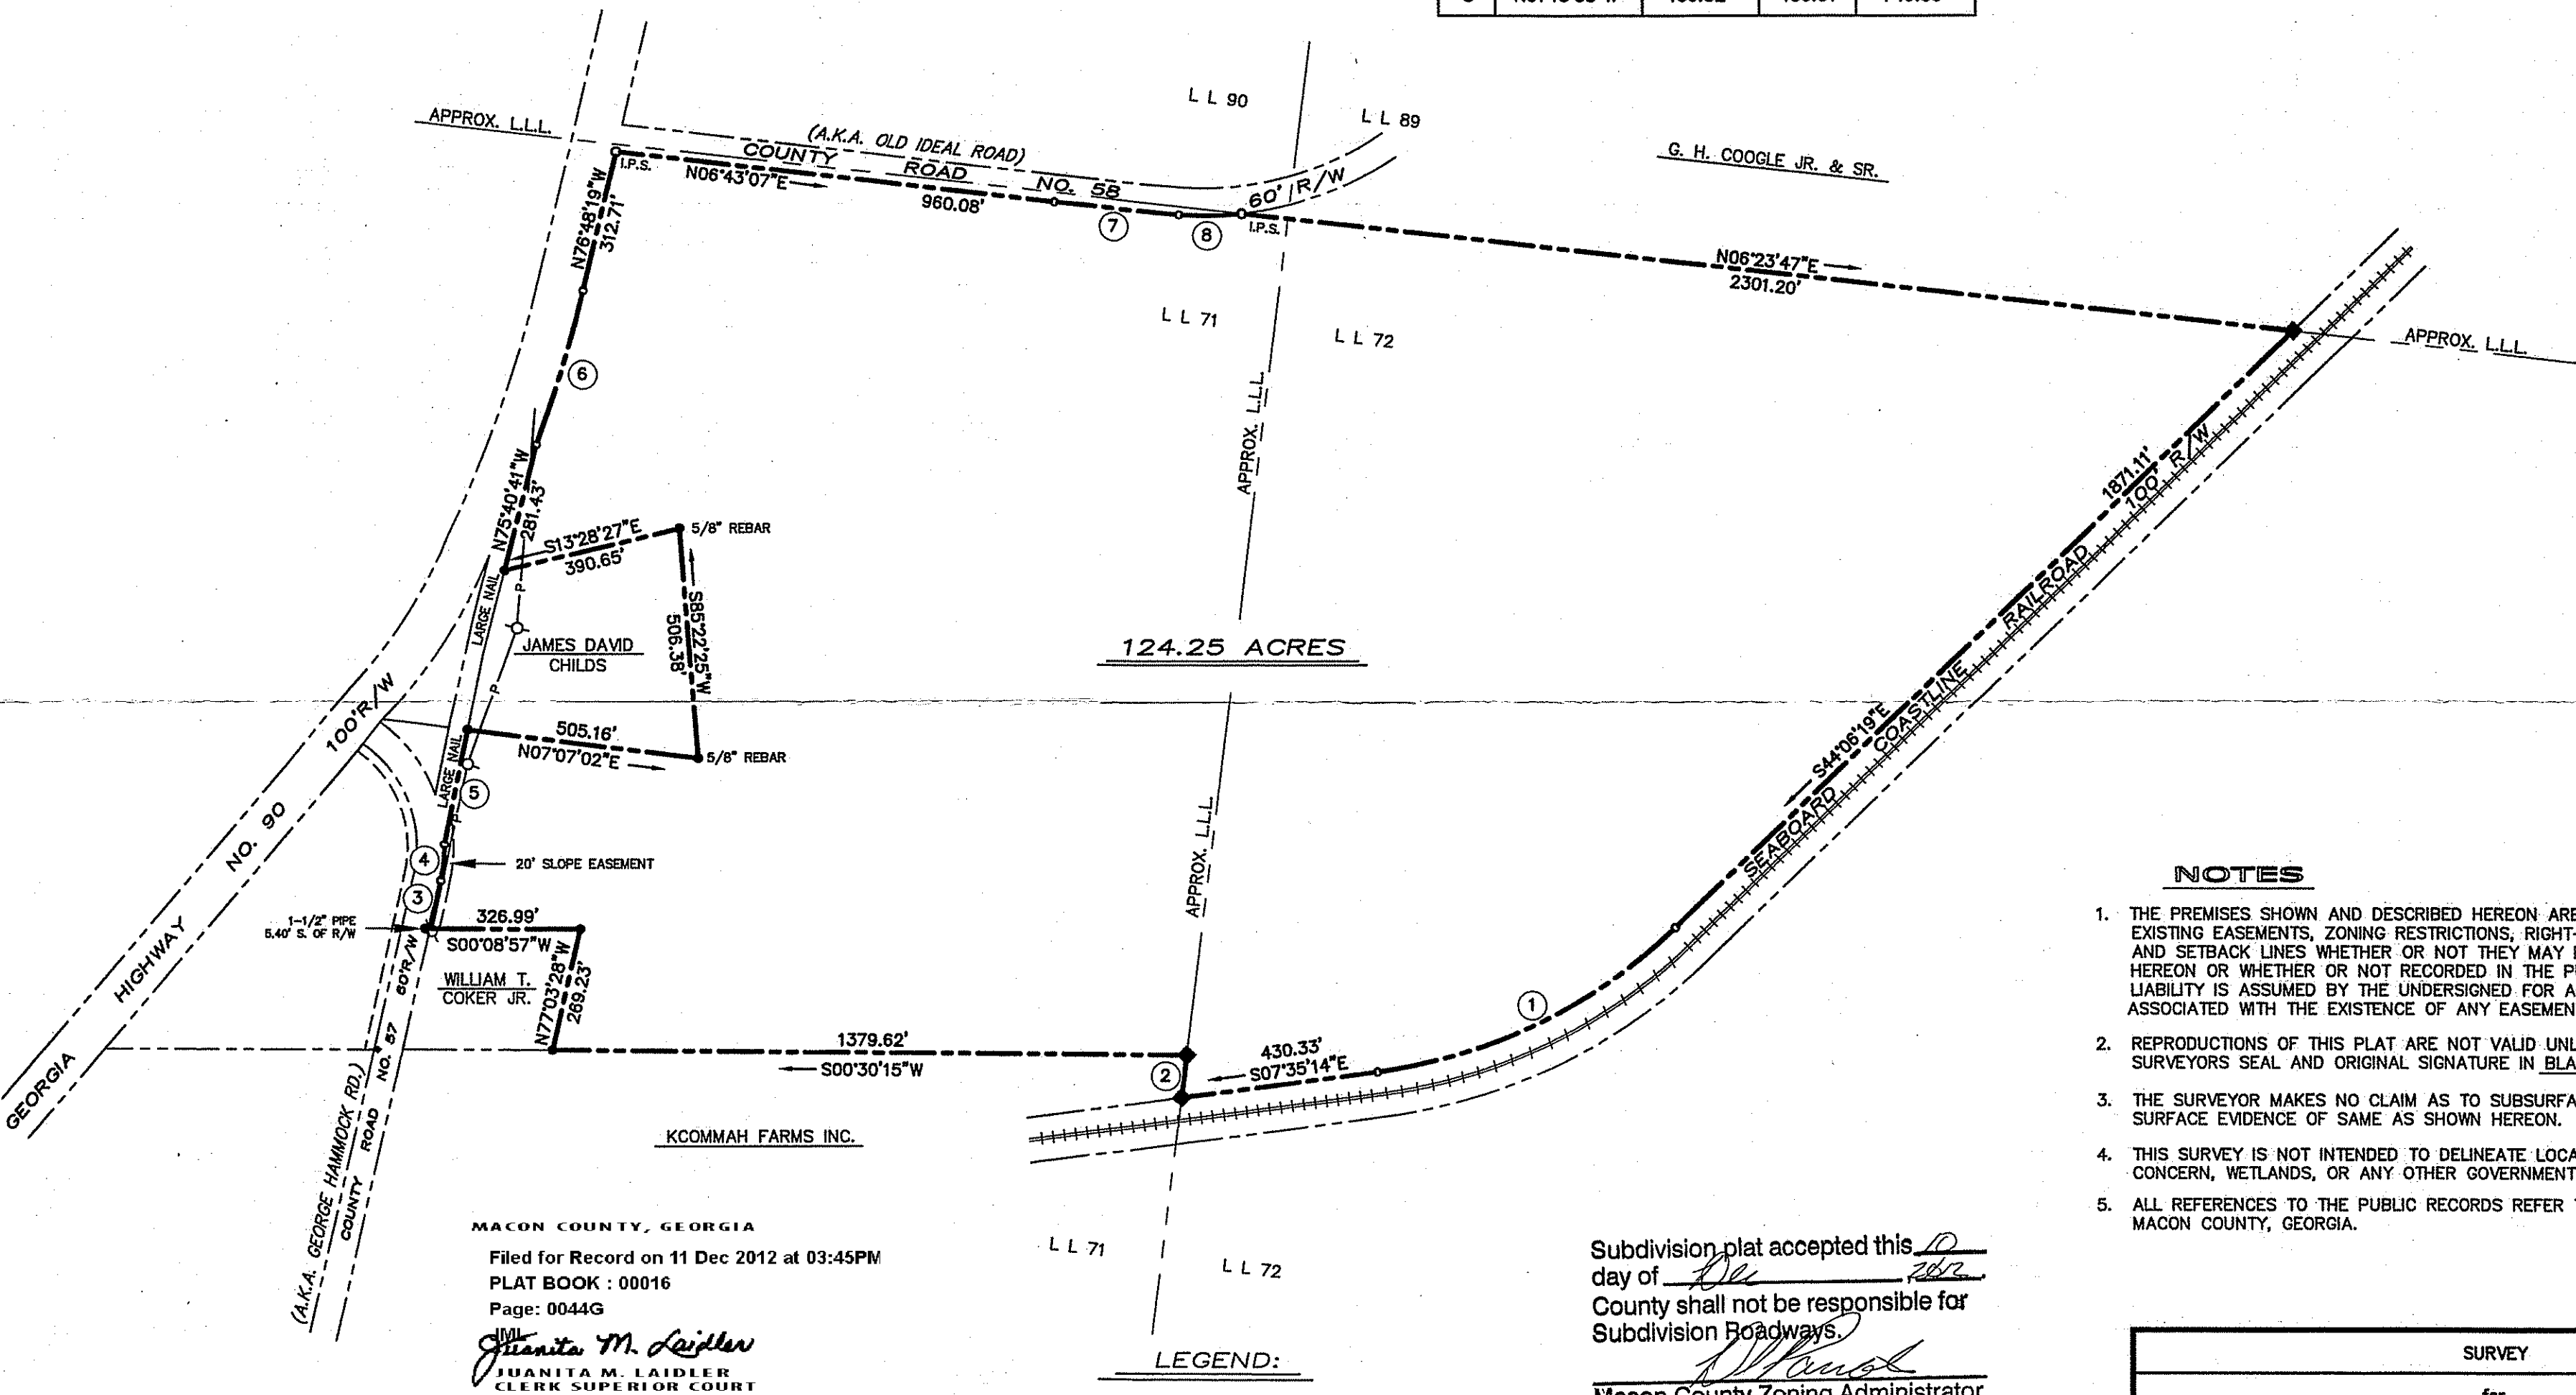 L L 90
L L 89
APPROX. L.L.L.
(A.K.A. OLD IDEAL ROAD)
COUNTY ROAD NO. 58
60' R/W
G. H. COOGLE JR. & SR.
I.P.S.
N06°43'07"E
960.08'
7
8
I.P.S.
N06°23'47"E
2301.20'
APPROX. L.L.L.
N76°48'19"W
312.71'
L L 71
L L 72
6
APPROX. L.L.L.
N75°40'41"W
281.43'
1871.11'
100' R/W
S13°28'27"E
390.65'
5/8" REBAR
LARGE NAIL
P
S85°22'25"W
506.38'
JAMES DAVID
CHILDS
124.25 ACRES
SEABOARD COASTLINE RAILROAD
S44°06'19"E
P
100'R/W
505.16'
N07°07'02"E
5/8" REBAR
LARGE NAIL
5
P
GEORGIA HIGHWAY NO. 90
4
20' SLOPE EASEMENT
APPROX. L.L.L.
3
1-1/2" PIPE
5.40' S. OF R/W
326.99'
S00°08'57"W
WILLIAM T.
COKER JR.
N77°03'28"W
269.23'
1
1379.62'
S00°30'15"W
2
430.33'
S07°35'14"E
(A.K.A. GEORGE HAMMOCK RD.)
COUNTY ROAD NO. 57
KCOMMAH FARMS INC.
L L 71
L L 72
NOTES
1. THE PREMISES SHOWN AND DESCRIBED HEREON ARE
EXISTING EASEMENTS, ZONING RESTRICTIONS, RIGHT-
AND SETBACK LINES WHETHER OR NOT THEY MAY
HEREON OR WHETHER OR NOT RECORDED IN THE
LIABILITY IS ASSUMED BY THE UNDERSIGNED FOR
ASSOCIATED WITH THE EXISTENCE OF ANY
2. REPRODUCTIONS OF THIS PLAT ARE NOT VALID
SURVEYORS SEAL AND ORIGINAL SIGNATURE IN
3. THE SURVEYOR MAKES NO CLAIM AS TO
SURFACE EVIDENCE OF SAME AS SHOWN HEREON.
4. THIS SURVEY IS NOT INTENDED TO DELINEATE
CONCERN, WETLANDS, OR ANY OTHER
5. ALL REFERENCES TO THE PUBLIC RECORDS REFER
MACON COUNTY, GEORGIA.
MACON COUNTY, GEORGIA
Filed for Record on 11 Dec 2012 at 03:45PM
PLAT BOOK : 00016
Page: 0044G
JML
Juanita M. Laidler
JUANITA M. LAIDLER
CLERK SUPERIOR COURT
LEGEND:
Subdivision plat accepted this 10
day of Dec, 2012.
County shall not be responsible for
Subdivision Roadways.
Macon County Zoning Administrator
SURVEY
for